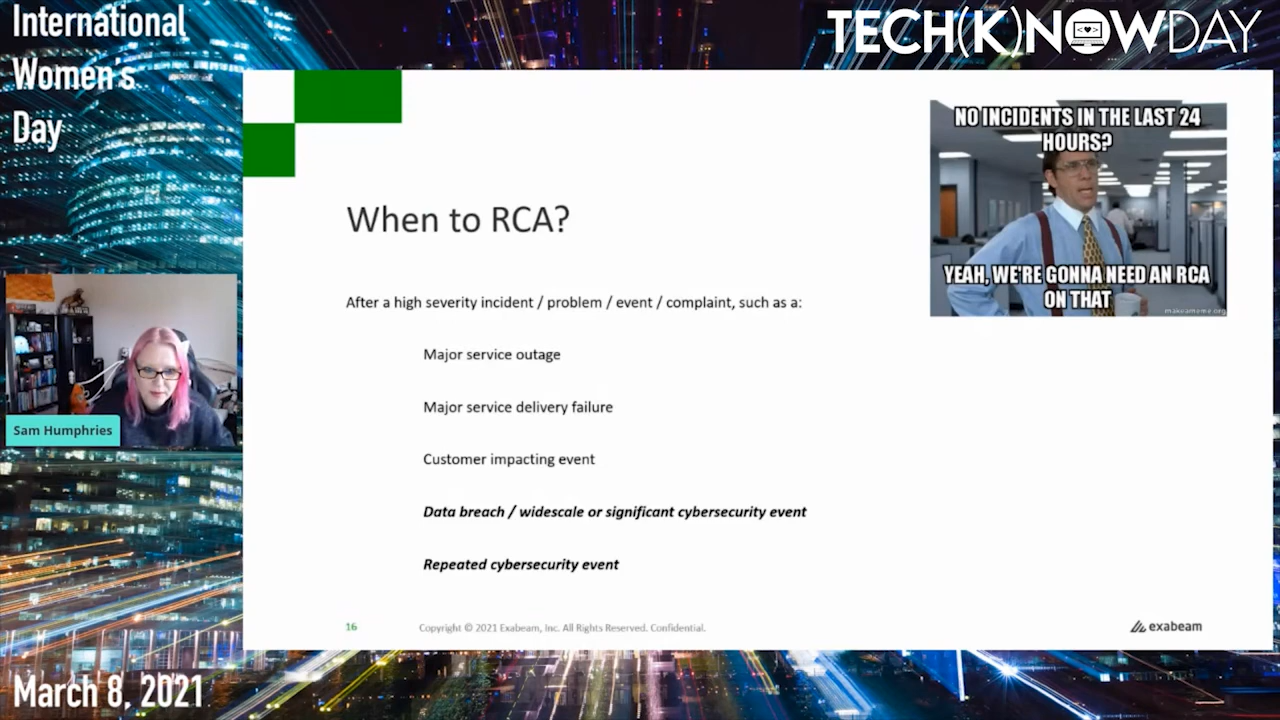 International
Women's
Day
TECH(K)NOWDAY
NO INCIDENTS IN THE LAST 24
HOURS?
YEAH, WE'RE GONNA NEED AN RCA
ON THAT
makeameme.org
When to RCA?
After a high severity incident / problem / event / complaint, such as a:
Major service outage
Major service delivery failure
Customer impacting event
Data breach / widescale or significant cybersecurity event
Repeated cybersecurity event
16
Copyright © 2021 Exabeam, Inc. All Rights Reserved. Confidential.
exabeam
Sam Humphries
March 8, 2021